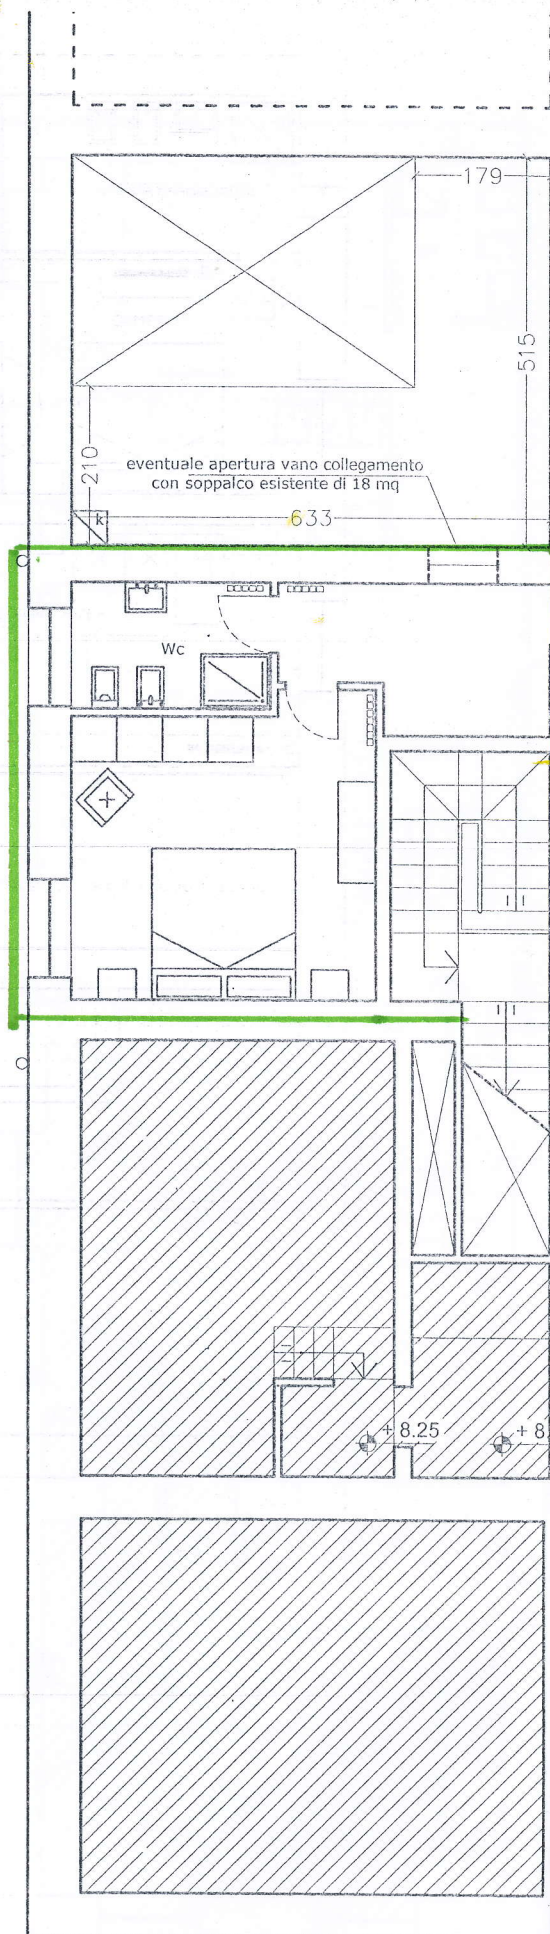 179
515
210
eventuale apertura vano collegamento
con soppalco esistente di 18 mq
k
633
C
Wc
C
+ 8.25
+ 8.